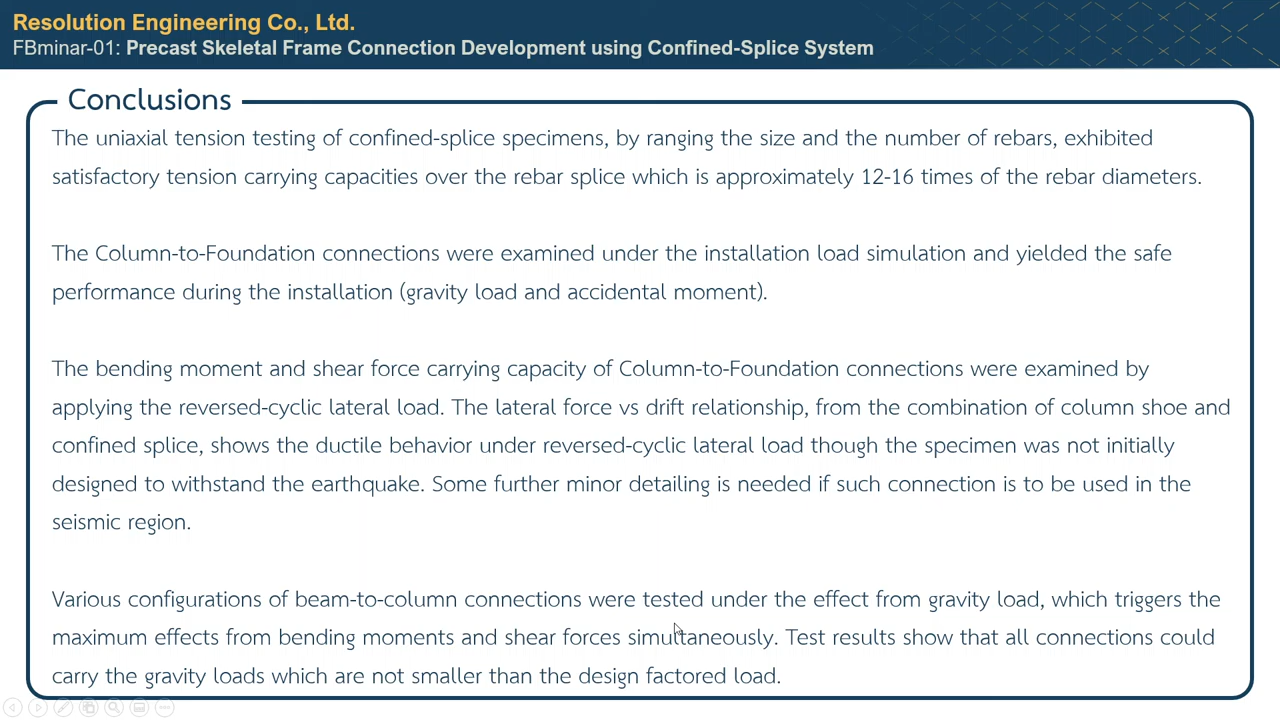 Resolution Engineering Co., Ltd.
FBminar-01: Precast Skeletal Frame Connection Development using Confined-Splice System
Conclusions
The uniaxial tension testing of confined-splice specimens, by ranging the size and the number of rebars, exhibited
satisfactory tension carrying capacities over the rebar splice which is approximately 12-16 times of the rebar diameters.
The Column-to-Foundation connections were examined under the installation load simulation and yielded the safe
performance during the installation (gravity load and accidental moment).
The bending moment and shear force carrying capacity of Column-to-Foundation connections were examined by
applying the reversed-cyclic lateral load. The lateral force vs drift relationship, from the combination of column shoe and
confined splice, shows the ductile behavior under reversed-cyclic lateral load though the specimen was not initially
designed to withstand the earthquake. Some further minor detailing is needed if such connection is to be used in the
seismic region.
Various configurations of beam-to-column connections were tested under the effect from gravity load, which triggers the
maximum effects from bending moments and shear forces simultaneously. Test results show that all connections could
carry the gravity loads which are not smaller than the design factored load.